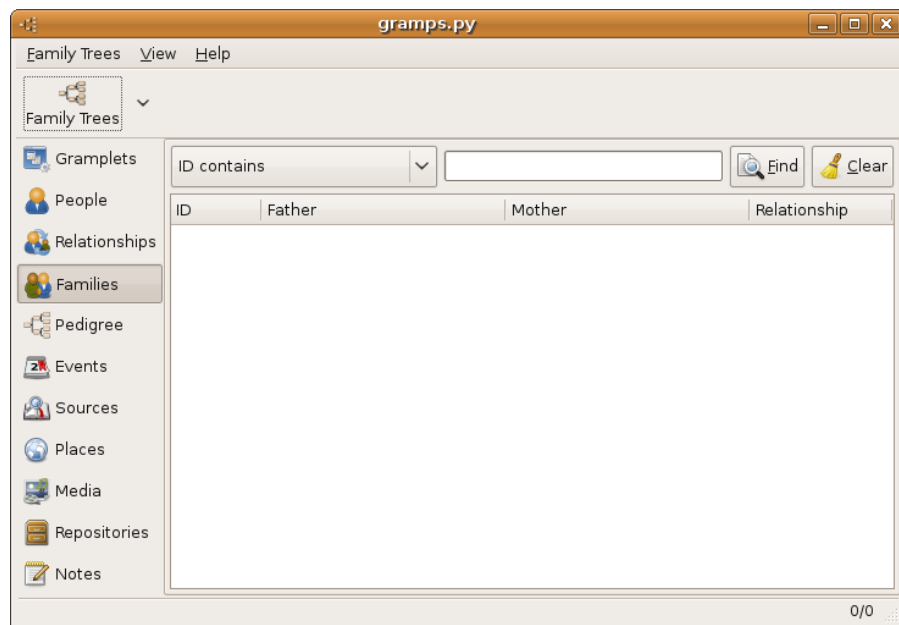 gramps.py
Family Trees View Help
Family Trees
Gramplets
People
Relationships
Families
Pedigree
Events
Sources
Places
Media
Repositories
Notes
ID contains Find Clear
ID Father Mother Relationship
0/0